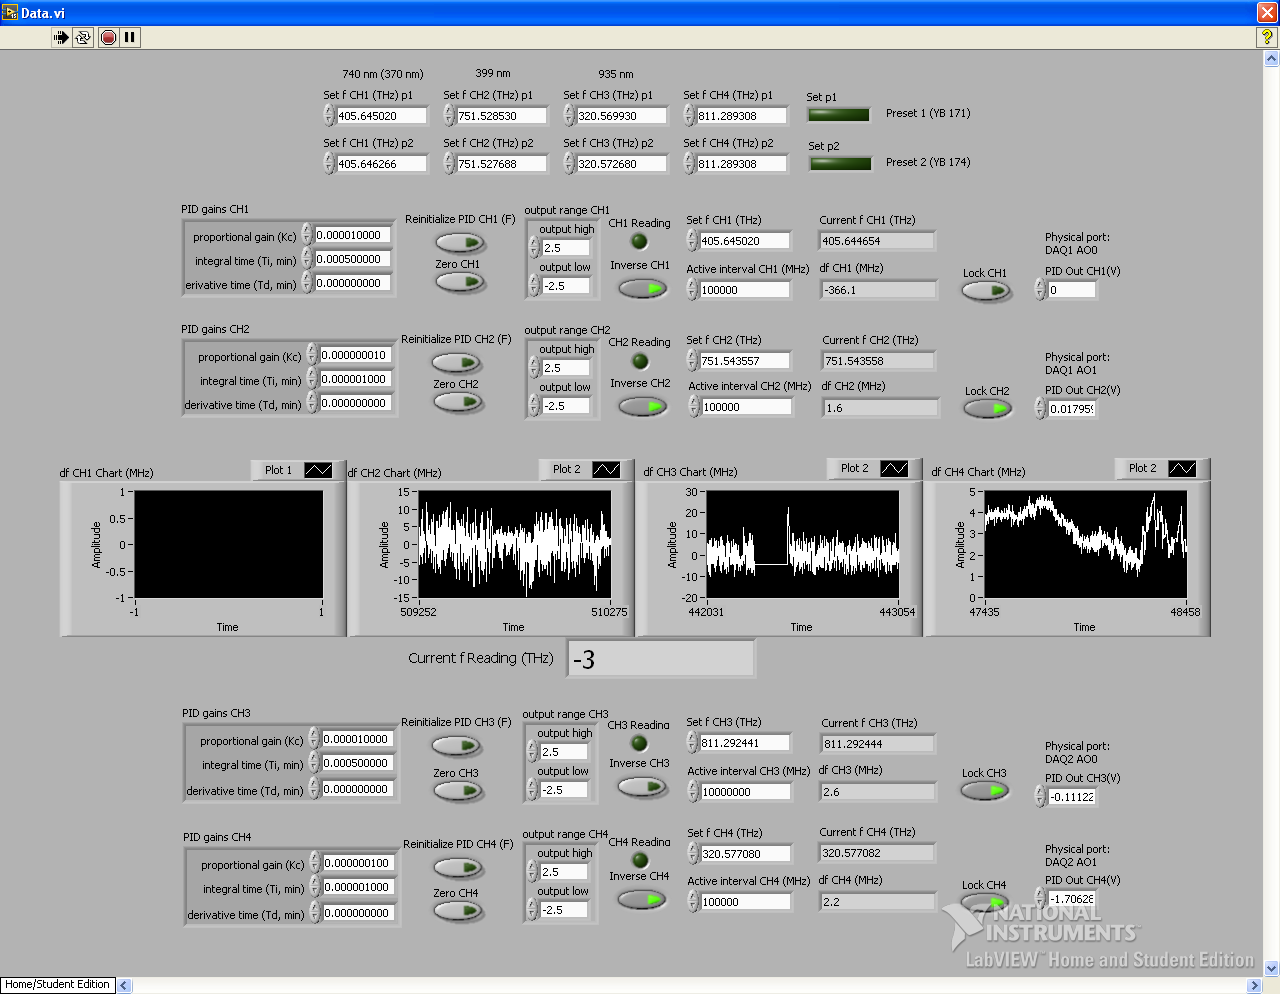 Data.vi
740 nm (370 nm) 399 nm 935 nm
Set f CH1 (THz) p1 Set f CH2 (THz) p1 Set f CH3 (THz) p1 Set f CH4 (THz) p1 Set p1
405.645020 751.528530 320.569930 811.289308 Preset 1 (YB 171)
Set f CH1 (THz) p2 Set f CH2 (THz) p2 Set f CH3 (THz) p2 Set f CH4 (THz) p2 Set p2
405.646266 751.527688 320.572680 811.289308 Preset 2 (YB 174)
PID gains CH1
proportional gain (Kc) 0.000010000
integral time (Ti, min) 0.000500000
erivative time (Td, min) 0.000000000
Reinitialize PID CH1 (F)
Zero CH1
output range CH1
output high
2.5
output low
-2.5
CH1 Reading
Inverse CH1
Set f CH1 (THz)
405.645020
Active interval CH1 (MHz)
100000
Current f CH1 (THz)
405.644654
df CH1 (MHz)
-366.1
Lock CH1
Physical port:
DAQ1 AO0
PID Out CH1(V)
0
PID gains CH2
proportional gain (Kc) 0.000000010
integral time (Ti, min) 0.000001000
derivative time (Td, min) 0.000000000
Reinitialize PID CH2 (F)
Zero CH2
output range CH2
output high
2.5
output low
-2.5
CH2 Reading
Inverse CH2
Set f CH2 (THz)
751.543557
Active interval CH2 (MHz)
100000
Current f CH2 (THz)
751.543558
df CH2 (MHz)
1.6
Lock CH2
Physical port:
DAQ1 AO1
PID Out CH2(V)
0.01795
df CH1 Chart (MHz) Plot 1
Amplitude
1
0.5
0
-0.5
-1
-1 1
Time
df CH2 Chart (MHz) Plot 2
Amplitude
15
10
5
0
-5
-10
-15
509252 510275
Time
df CH3 Chart (MHz) Plot 2
Amplitude
30
20
10
0
-10
-20
442031 443054
Time
df CH4 Chart (MHz) Plot 2
Amplitude
5
4
3
2
1
0
47435 48458
Time
Current f Reading (THz) -3
PID gains CH3
proportional gain (Kc) 0.000010000
integral time (Ti, min) 0.000500000
derivative time (Td, min) 0.000000000
Reinitialize PID CH3 (F)
Zero CH3
output range CH3
output high
2.5
output low
-2.5
CH3 Reading
Inverse CH3
Set f CH3 (THz)
811.292441
Active interval CH3 (MHz)
10000000
Current f CH3 (THz)
811.292444
df CH3 (MHz)
2.6
Lock CH3
Physical port:
DAQ2 AO0
PID Out CH3(V)
-0.11122
PID gains CH4
proportional gain (Kc) 0.000000100
integral time (Ti, min) 0.000001000
derivative time (Td, min) 0.000000000
Reinitialize PID CH4 (F)
Zero CH4
output range CH4
output high
2.5
output low
-2.5
CH4 Reading
Inverse CH4
Set f CH4 (THz)
320.577080
Active interval CH4 (MHz)
100000
Current f CH4 (THz)
320.577082
df CH4 (MHz)
2.2
Lock CH4
Physical port:
DAQ2 AO1
PID Out CH4(V)
-1.70628
NATIONAL
INSTRUMENTS™
LabVIEW™ Home and Student Edition
Home/Student Edition